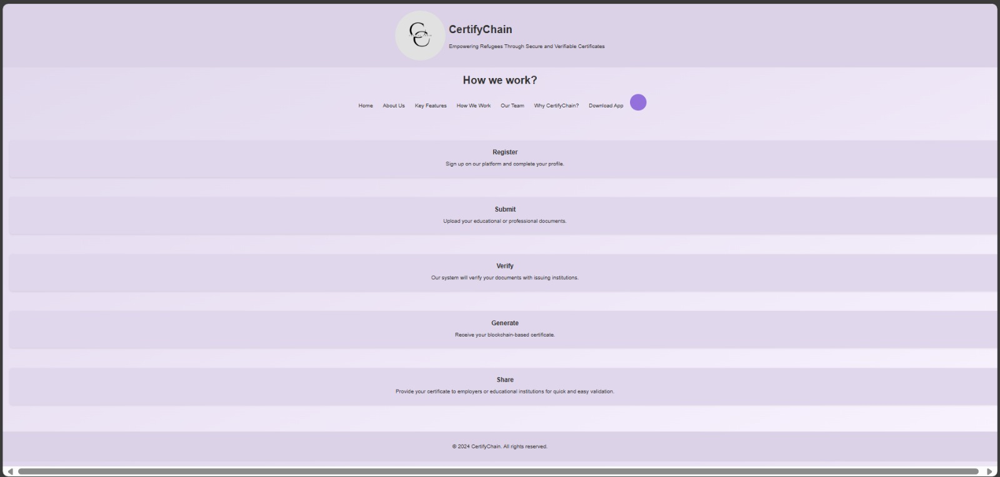 CertifyChain
Empowering Refugees Through Secure and Verifiable Certificates
How we work?
Home About Us Key Features How We Work Our Team Why CertifyChain? Download App
Register
Sign up on our platform and complete your profile.
Submit
Upload your educational or professional documents.
Verify
Our system will verify your documents with issuing institutions.
Generate
Receive your blockchain-based certificate.
Share
Provide your certificate to employers or educational institutions for quick and easy validation.
© 2024 CertifyChain. All rights reserved.